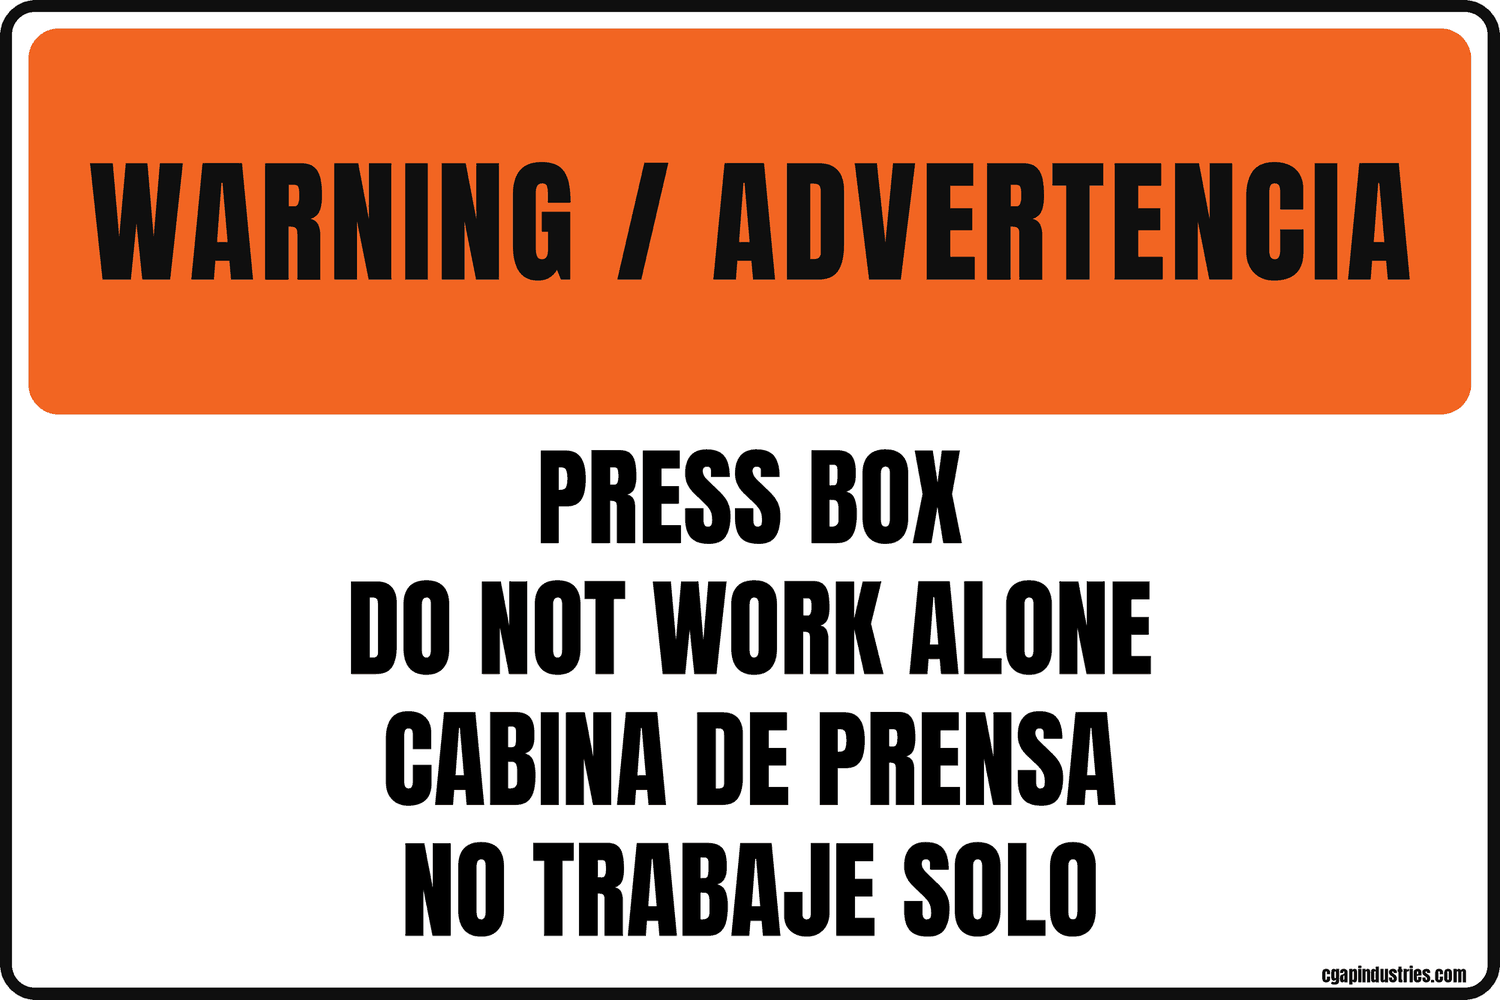 WARNING / ADVERTENCIA
PRESS BOX
DO NOT WORK ALONE
CABINA DE PRENSA
NO TRABAJE SOLO
cgapindustries.com